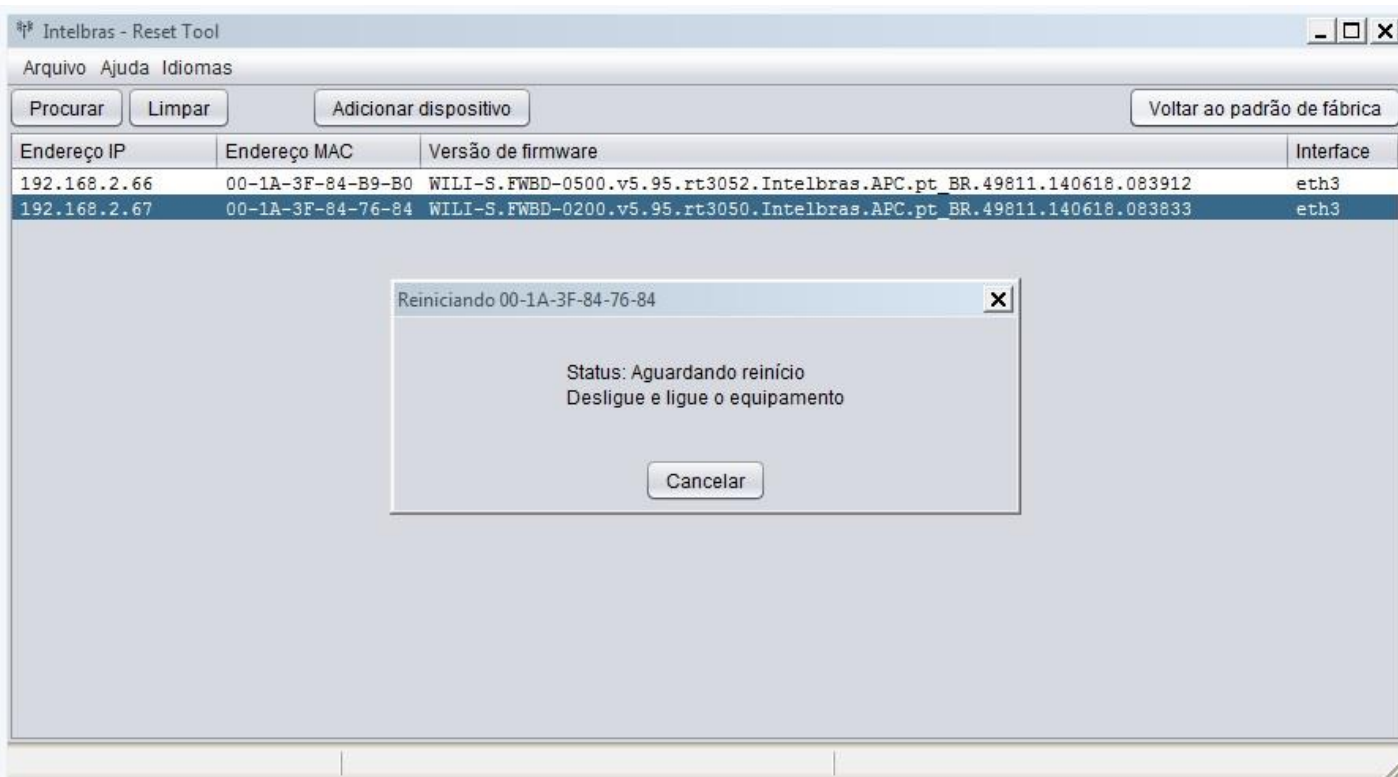 Intelbras - Reset Tool
Arquivo Ajuda Idiomas
Procurar Limpar Adicionar dispositivo Voltar ao padrão de fábrica
Endereço IP Endereço MAC Versão de firmware Interface
192.168.2.66 00-1A-3F-84-B9-B0 WILI-S.FWBD-0500.v5.95.rt3052.Intelbras.APC.pt_BR.49811.140618.083912 eth3
192.168.2.67 00-1A-3F-84-76-84 WILI-S.FWBD-0200.v5.95.rt3050.Intelbras.APC.pt_BR.49811.140618.083833 eth3
Reiniciando 00-1A-3F-84-76-84
Status: Aguardando reinício
Desligue e ligue o equipamento
Cancelar